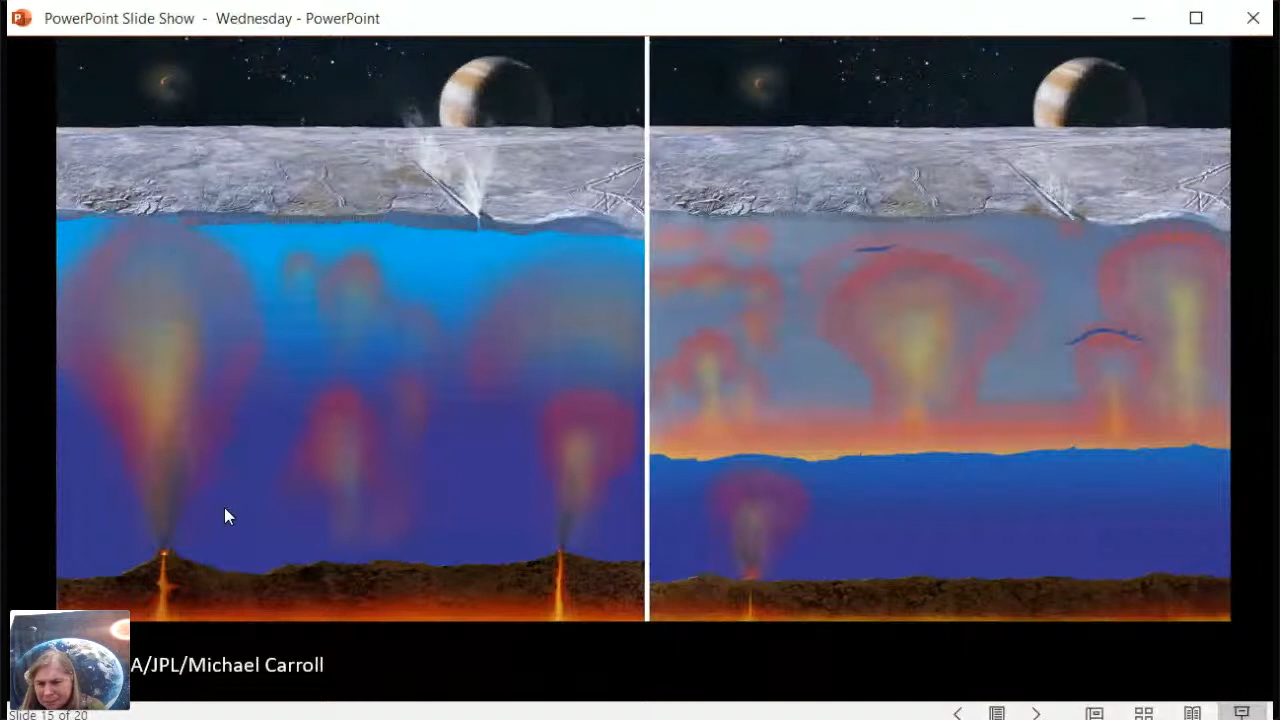 PowerPoint Slide Show - Wednesday - PowerPoint
A/JPL/Michael Carroll
Slide 15 of 20